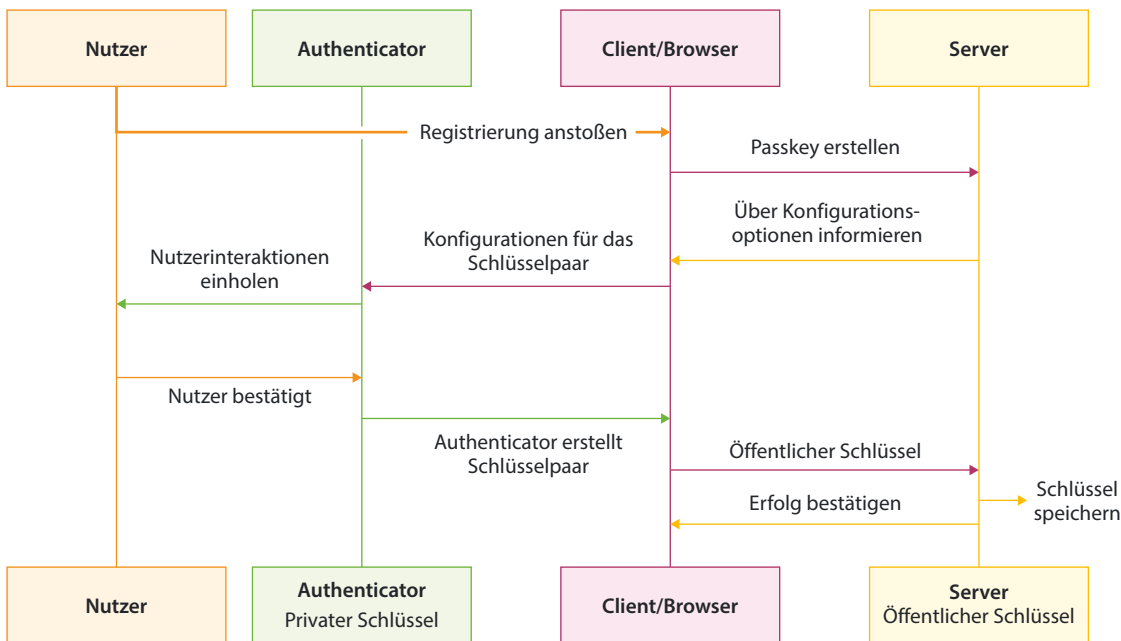 Nutzer
Authenticator
Client/Browser
Server
Registrierung anstoßen
Passkey erstellen
Über Konfigurations-
optionen informieren
Konfigurationen für das
Schlüsselpaar
Nutzerinteraktionen
einholen
Nutzer bestätigt
Authenticator erstellt
Schlüsselpaar
Öffentlicher Schlüssel
Schlüssel
speichern
Erfolg bestätigen
Nutzer
Authenticator
Privater Schlüssel
Client/Browser
Server
Öffentlicher Schlüssel